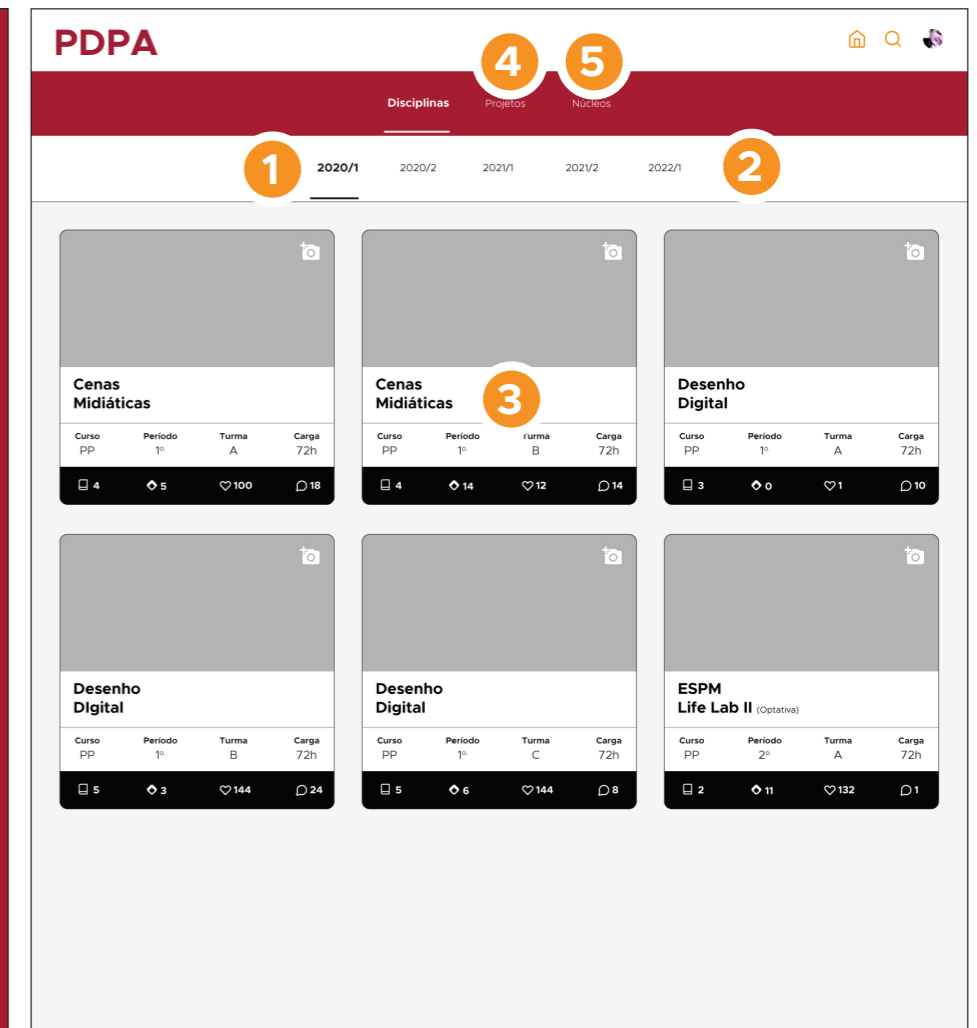 PDPA
4 5
Disciplinas Projetos Núcleos
1 2020/1 2020/2 2021/1 2021/2 2022/1 2
Cenas
Midiáticas
Curso Período Turma Carga
PP 1º. A 72h
4 5 100 18
Cenas
Midiáticas
3
Curso Período Turma Carga
PP 1º. B 72h
4 14 12 14
Desenho
Digital
Curso Período Turma Carga
PP 1º. A 72h
3 0 1 10
Desenho
DIgital
Curso Período Turma Carga
PP 1º. B 72h
5 3 144 24
Desenho
Digital
Curso Período Turma Carga
PP 1º. C 72h
5 6 144 8
ESPM
Life Lab II (Optativa)
Curso Período Turma Carga
PP 2º. A 72h
2 11 132 1